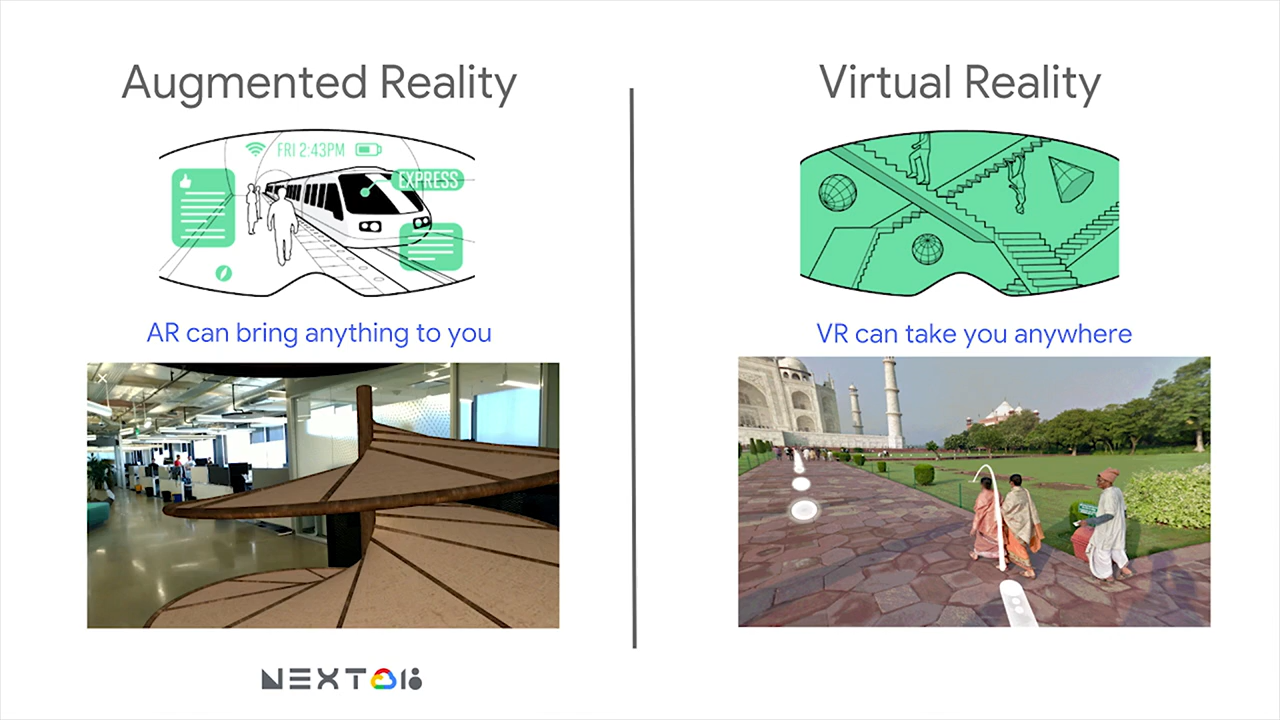 Augmented Reality
FRI 2:43PM
EXPRESS
AR can bring anything to you
Virtual Reality
VR can take you anywhere
NEXT 18